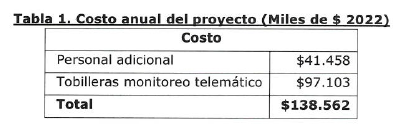 Tabla 1. Costo anual del proyecto (Miles de $ 2022)
Costo
Personal adicional $41.458
Tobilleras monitoreo telemático $97.103
Total $138.562